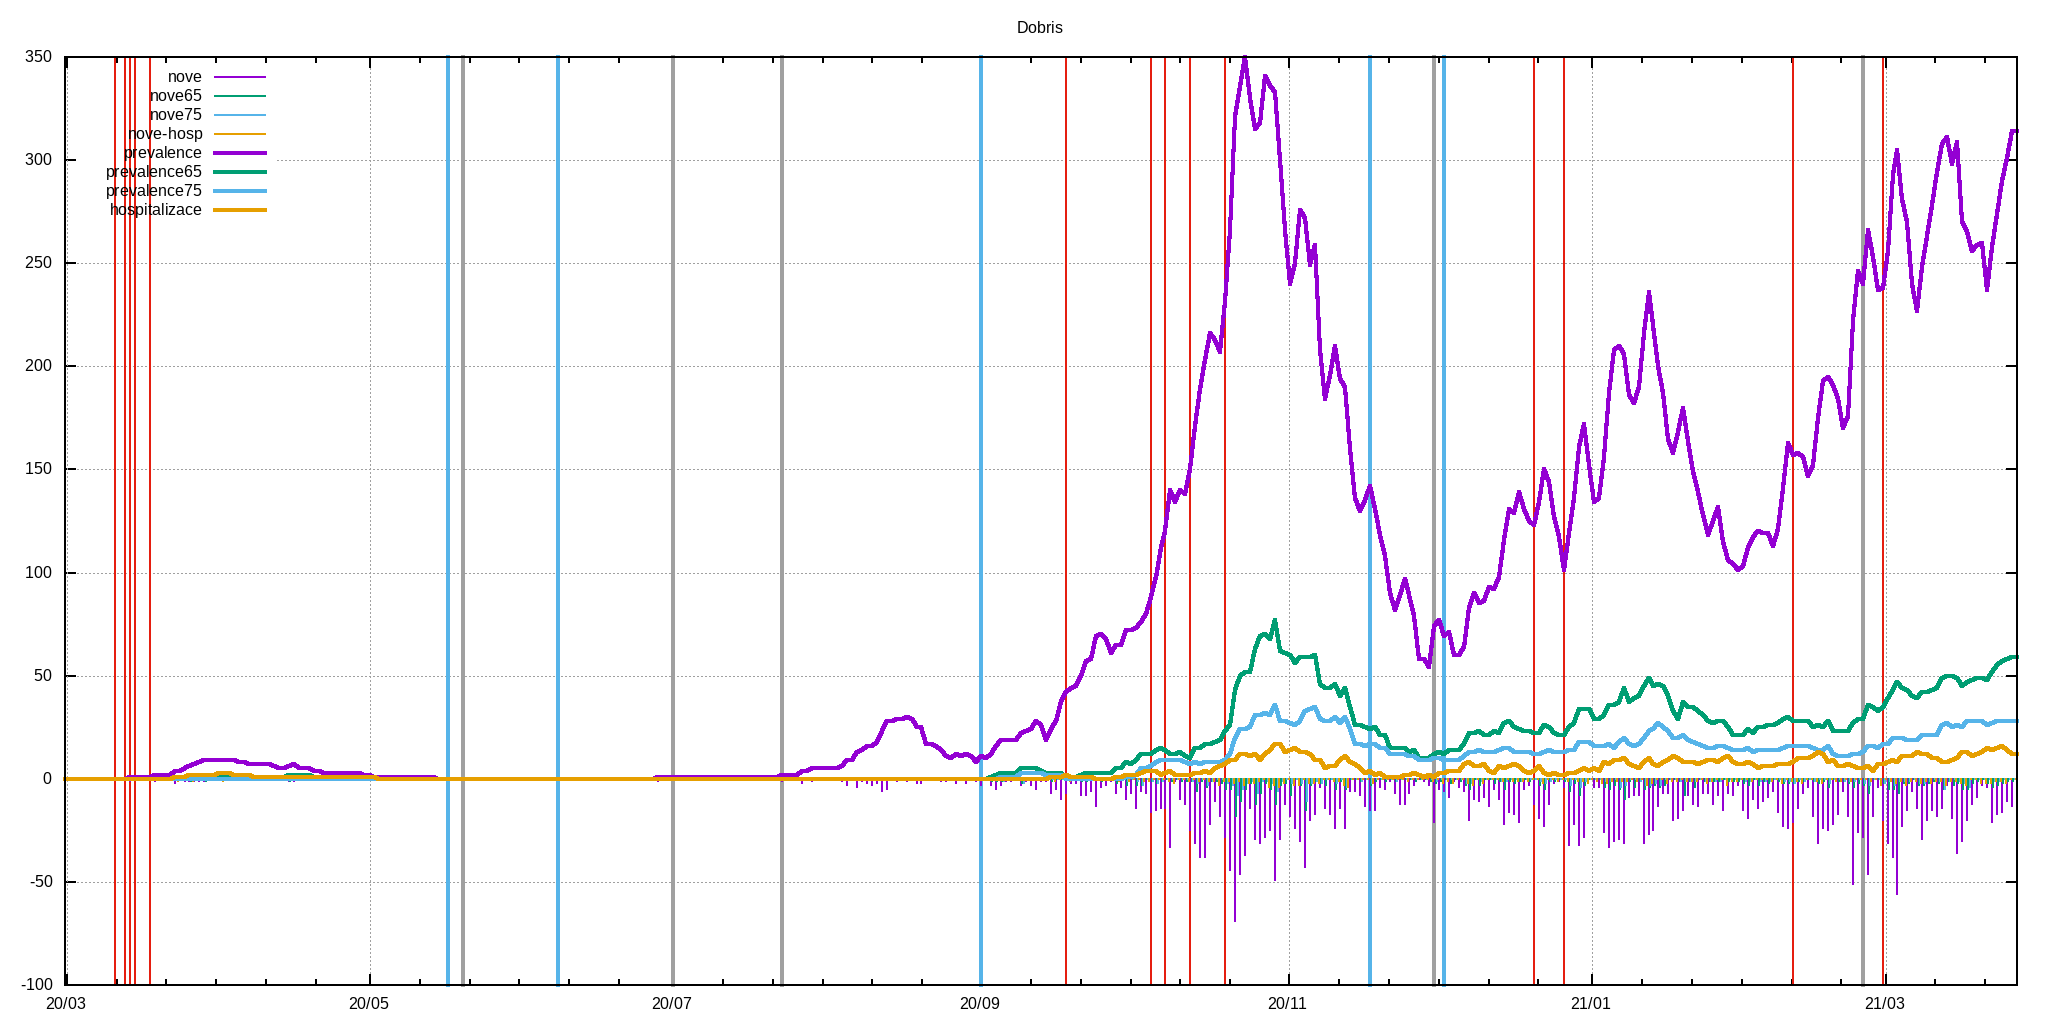 Dobris
350
300
250
200
150
100
50
0
-50
-100
nove
nove65
nove75
nove-hosp
prevalence
prevalence65
prevalence75
hospitalizace
20/03 20/05 20/07 20/09 20/11 21/01 21/03